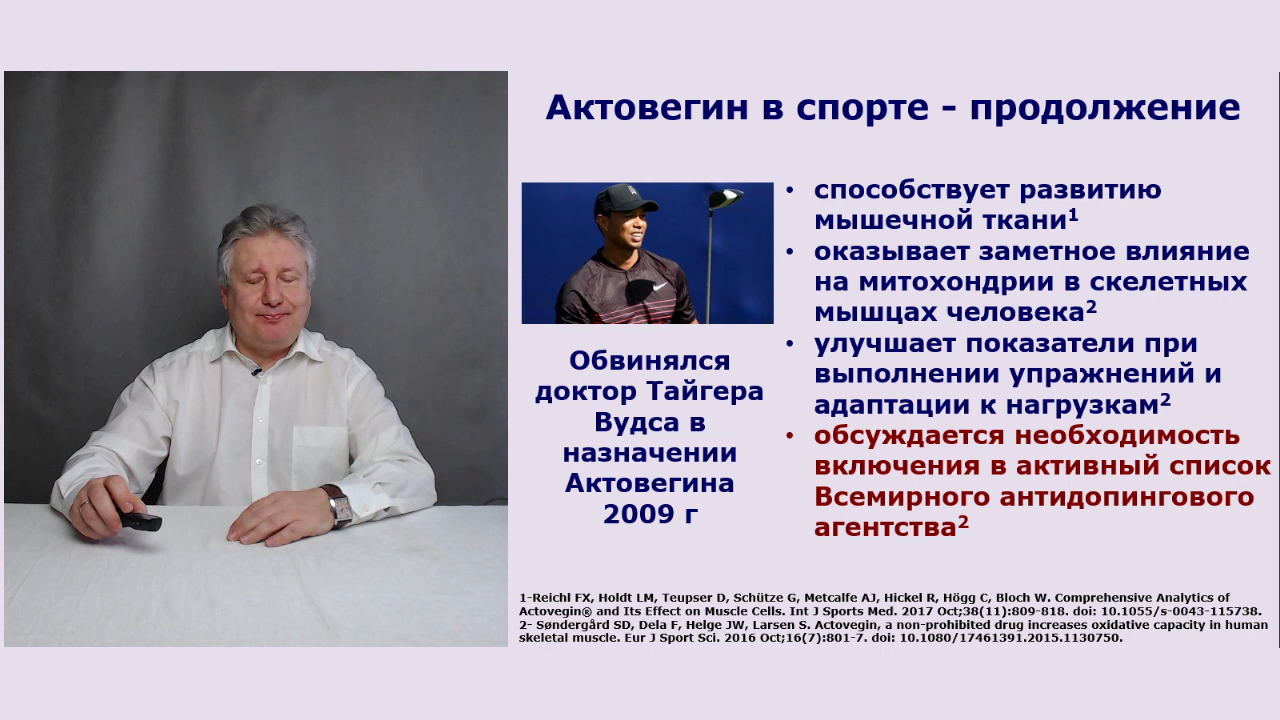 Актовегин в спорте - продолжение
Обвинялся
доктор Тайгера
Вудса в
назначении
Актовегина
2009 г
• способствует развитию
мышечной ткани¹
• оказывает заметное влияние
на митохондрии в скелетных
мышцах человека²
• улучшает показатели при
выполнении упражнений и
адаптации к нагрузкам²
• обсуждается необходимость
включения в активный список
Всемирного антидопингового
агентства²
1-Reichl FX, Holdt LM, Teupser D, Schütze G, Metcalfe AJ, Hickel R, Högg C, Bloch W. Comprehensive Analytics of
Actovegin® and Its Effect on Muscle Cells. Int J Sports Med. 2017 Oct;38(11):809-818. doi: 10.1055/s-0043-115738.
2- Søndergård SD, Dela F, Helge JW, Larsen S. Actovegin, a non-prohibited drug increases oxidative capacity in human
skeletal muscle. Eur J Sport Sci. 2016 Oct;16(7):801-7. doi: 10.1080/17461391.2015.1130750.